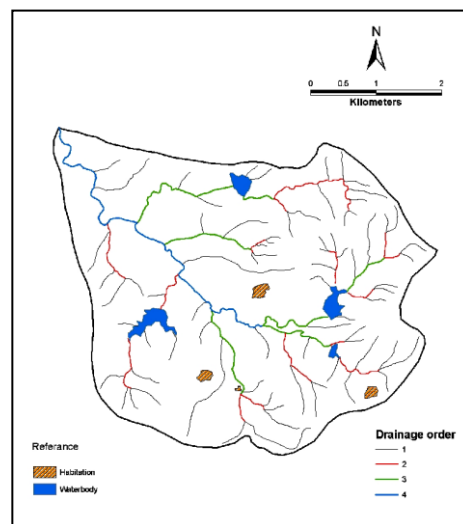 N
0 0.5 1 2
Kilometers
Referance
Habitation
Waterbody
Drainage order
1
2
3
4